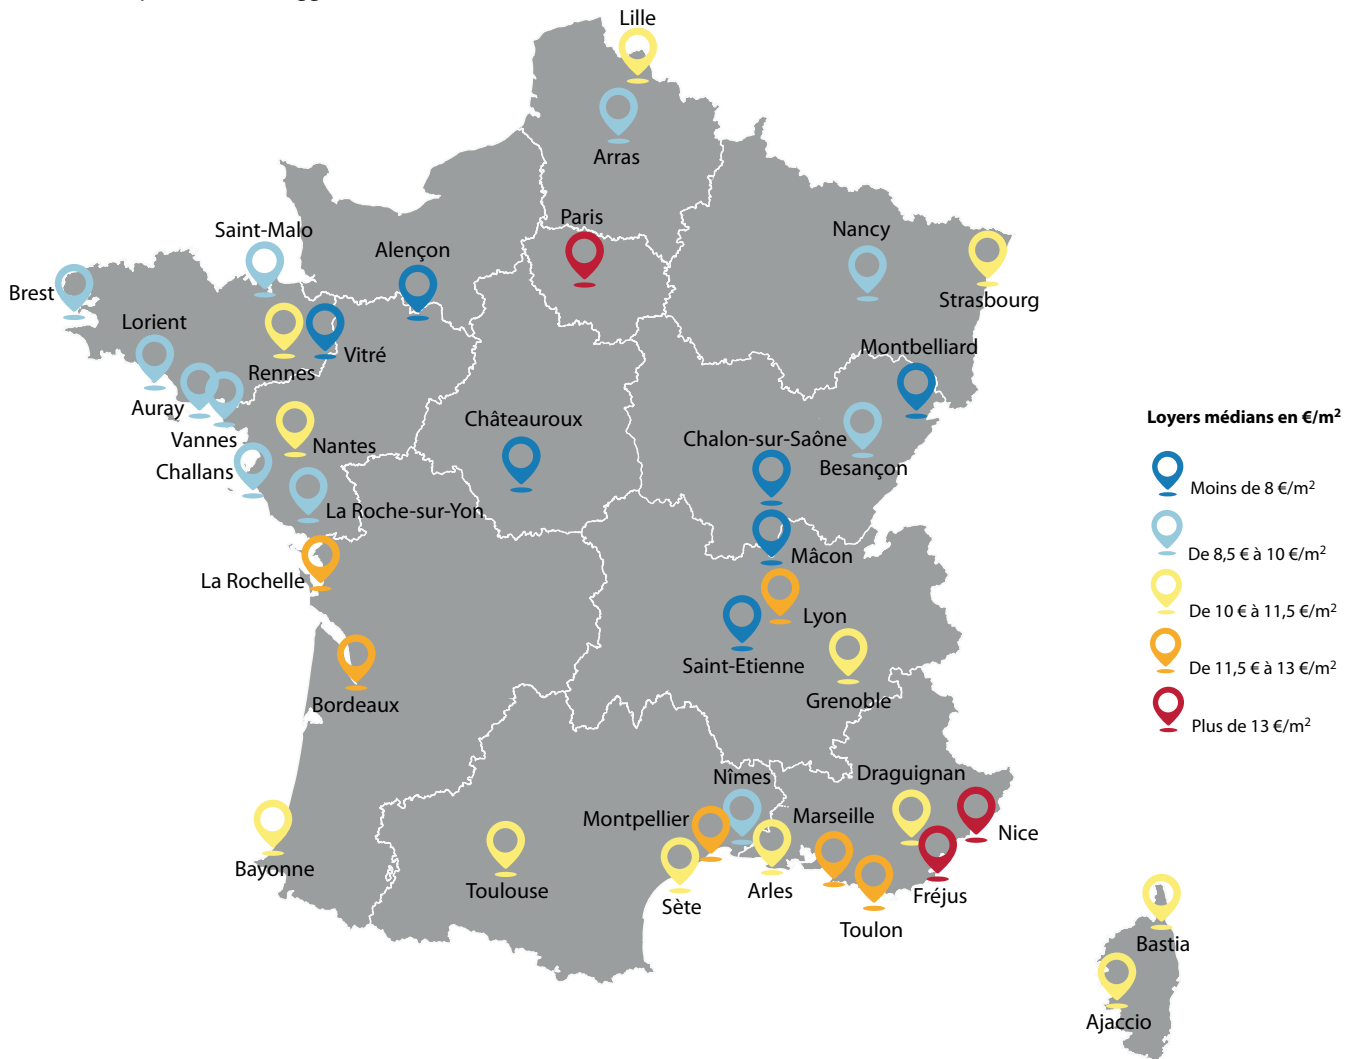 Lille
Arras
Paris
Saint-Malo
Nancy
Alençon
Brest
Strasbourg
Lorient
Montbelliard
Vitré
Rennes
Auray
Châteauroux
Vannes
Nantes
Chalon-sur-Saône
Besançon
Challans
La Roche-sur-Yon
Mâcon
La Rochelle
Lyon
Saint-Etienne
Grenoble
Bordeaux
Nîmes
Draguignan
Montpellier
Marseille
Nice
Bayonne
Toulouse
Arles
Fréjus
Sète
Toulon
Bastia
Ajaccio
Loyers médians en €/m²
Moins de 8 €/m²
De 8,5 € à 10 €/m²
De 10 € à 11,5 €/m²
De 11,5 € à 13 €/m²
Plus de 13 €/m²